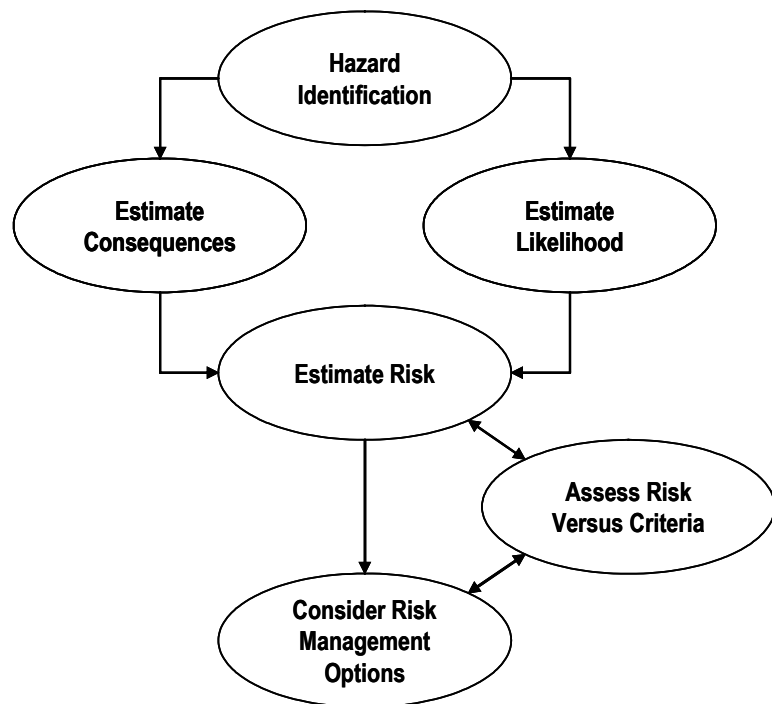 Hazard
Identification
Estimate
Consequences
Estimate
Likelihood
Estimate Risk
Assess Risk
Versus Criteria
Consider Risk
Management
Options